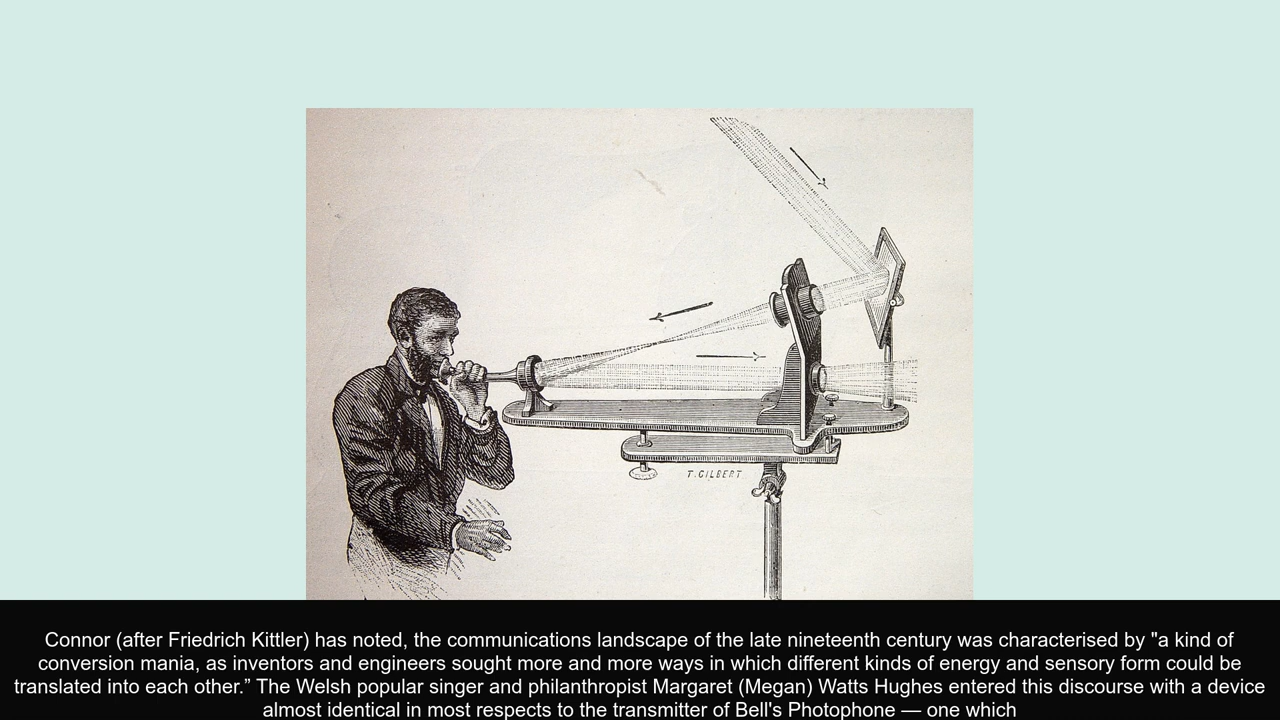 T. GILBERT
Connor (after Friedrich Kittler) has noted, the communications landscape of the late nineteenth century was characterised by "a kind of
conversion mania, as inventors and engineers sought more and more ways in which different kinds of energy and sensory form could be
translated into each other.” The Welsh popular singer and philanthropist Margaret (Megan) Watts Hughes entered this discourse with a device
almost identical in most respects to the transmitter of Bell's Photophone — one which